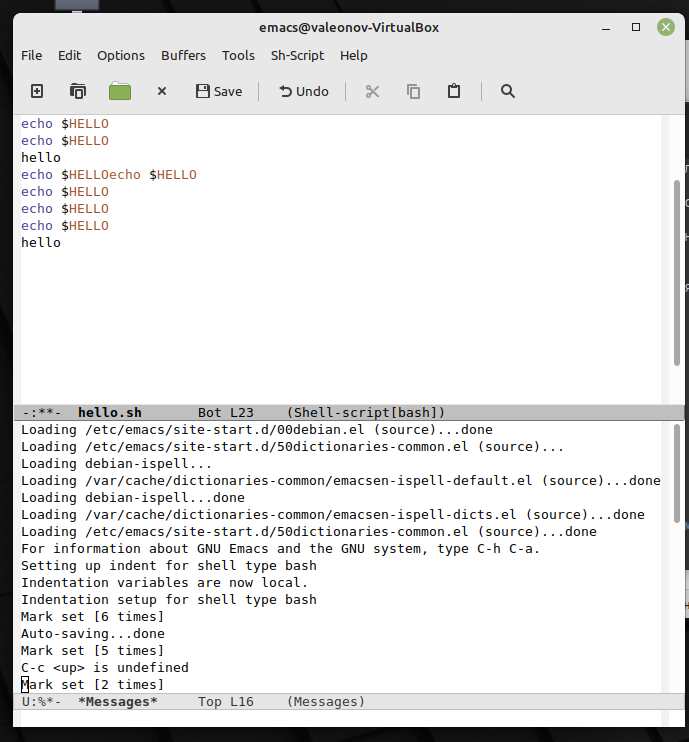 emacs@valeonov-VirtualBox
File Edit Options Buffers Tools Sh-Script Help
Save Undo
echo $HELLO
echo $HELLO
hello
echo $HELLOecho $HELLO
echo $HELLO
echo $HELLO
echo $HELLO
hello
-:**- hello.sh Bot L23 (Shell-script[bash])
Loading /etc/emacs/site-start.d/00debian.el (source)...done
Loading /etc/emacs/site-start.d/50dictionaries-common.el (source)...
Loading debian-ispell...
Loading /var/cache/dictionaries-common/emacsen-ispell-default.el (source)...done
Loading debian-ispell...done
Loading /var/cache/dictionaries-common/emacsen-ispell-dicts.el (source)...done
Loading /etc/emacs/site-start.d/50dictionaries-common.el (source)...done
For information about GNU Emacs and the GNU system, type C-h C-a.
Setting up indent for shell type bash
Indentation variables are now local.
Indentation setup for shell type bash
Mark set [6 times]
Auto-saving...done
Mark set [5 times]
C-c <up> is undefined
Mark set [2 times]
U:%*- *Messages* Top L16 (Messages)